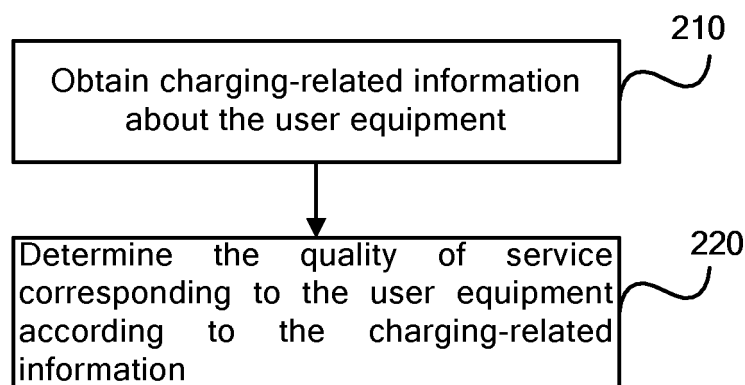 210
Obtain charging-related information
about the user equipment
220
Determine the quality of service
corresponding to the user equipment
according to the charging-related
information